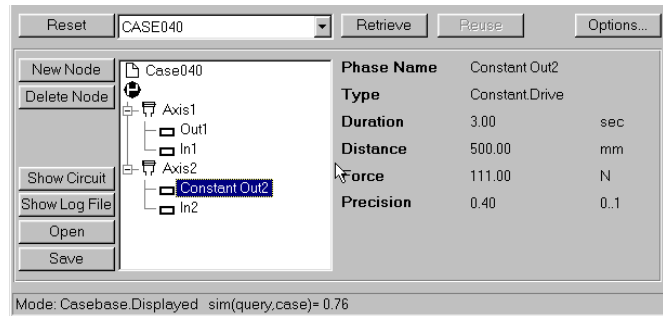 Reset CASE040 Retrieve Reuse Options...
New Node Case040 Phase Name Constant Out2
Delete Node H Type Constant.Drive
Axis1 Duration 3.00 sec
Out1
In1 Distance 500.00 mm
Show Circuit Axis2 Force 111.00 N
Constant Out2
Show Log File In2 Precision 0.40 0..1
Open
Save
Mode: Casebase.Displayed sim(query,case)= 0.76